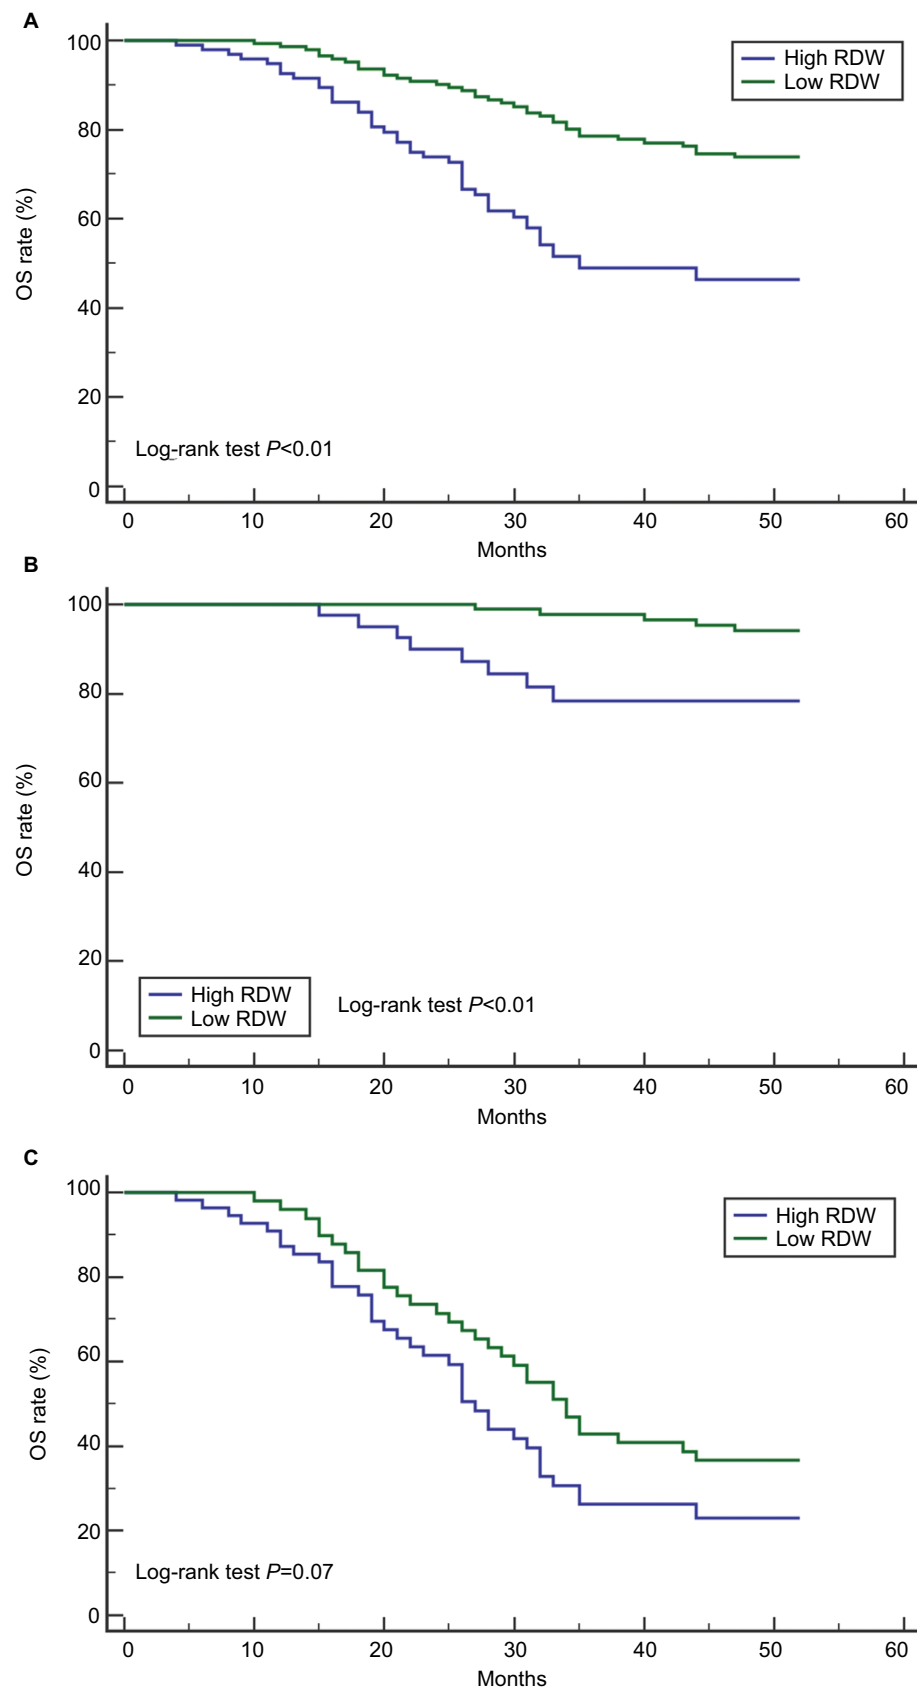 A
100
80
60
40
20
0
OS rate (%)
High RDW
Low RDW
Log-rank test P<0.01
0 10 20 30 40 50 60
Months
B
100
80
60
40
20
0
OS rate (%)
High RDW
Low RDW
Log-rank test P<0.01
0 10 20 30 40 50 60
Months
C
100
80
60
40
20
0
OS rate (%)
High RDW
Low RDW
Log-rank test P=0.07
0 10 20 30 40 50 60
Months